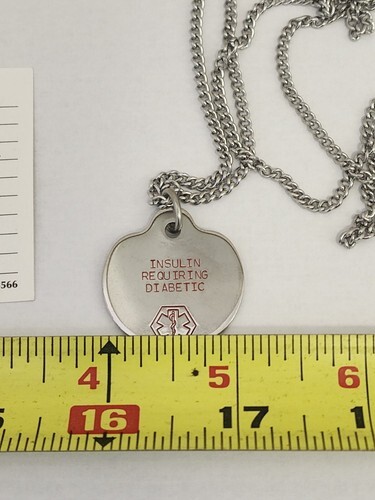 INSULIN
REQUIRING
DIABETIC
566
4 5 6
16 17